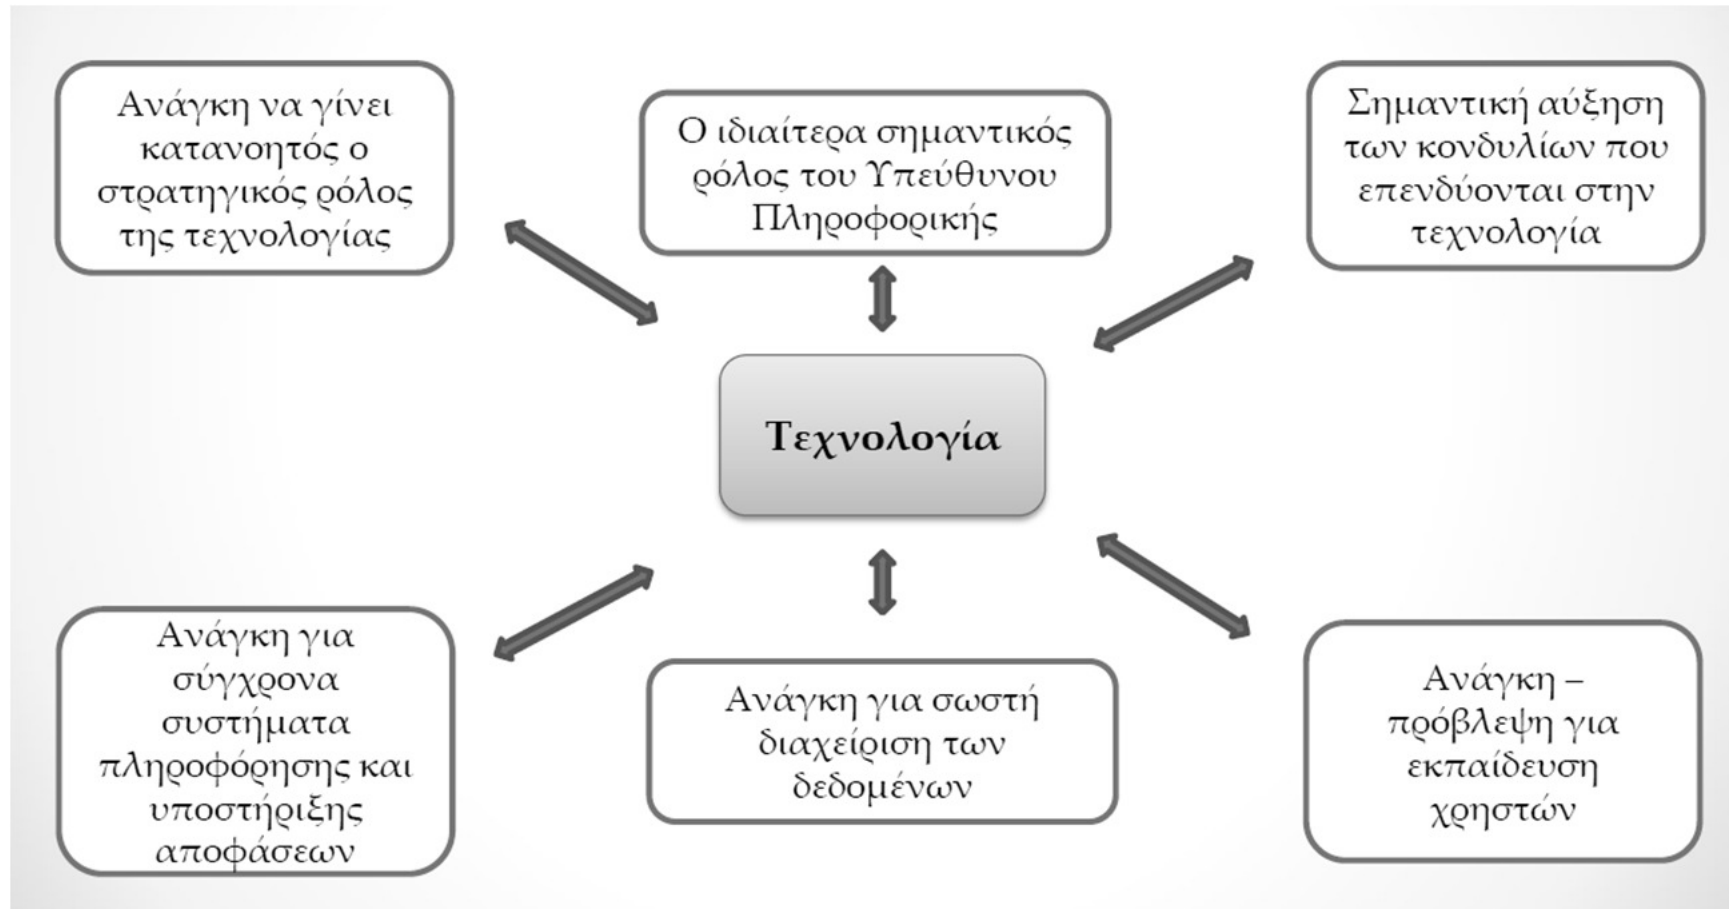 Ανάγκη να γίνει
κατανοητός ο
στρατηγικός ρόλος
της τεχνολογίας
Ο ιδιαίτερα σημαντικός
ρόλος του Υπεύθυνου
Πληροφορικής
Σημαντική αύξηση
των κονδυλίων που
επενδύονται στην
τεχνολογία
Τεχνολογία
Ανάγκη για
σύγχρονα
συστήματα
πληροφόρησης και
υποστήριξης
αποφάσεων
Ανάγκη για σωστή
διαχείριση των
δεδομένων
Ανάγκη –
πρόβλεψη για
εκπαίδευση
χρηστών